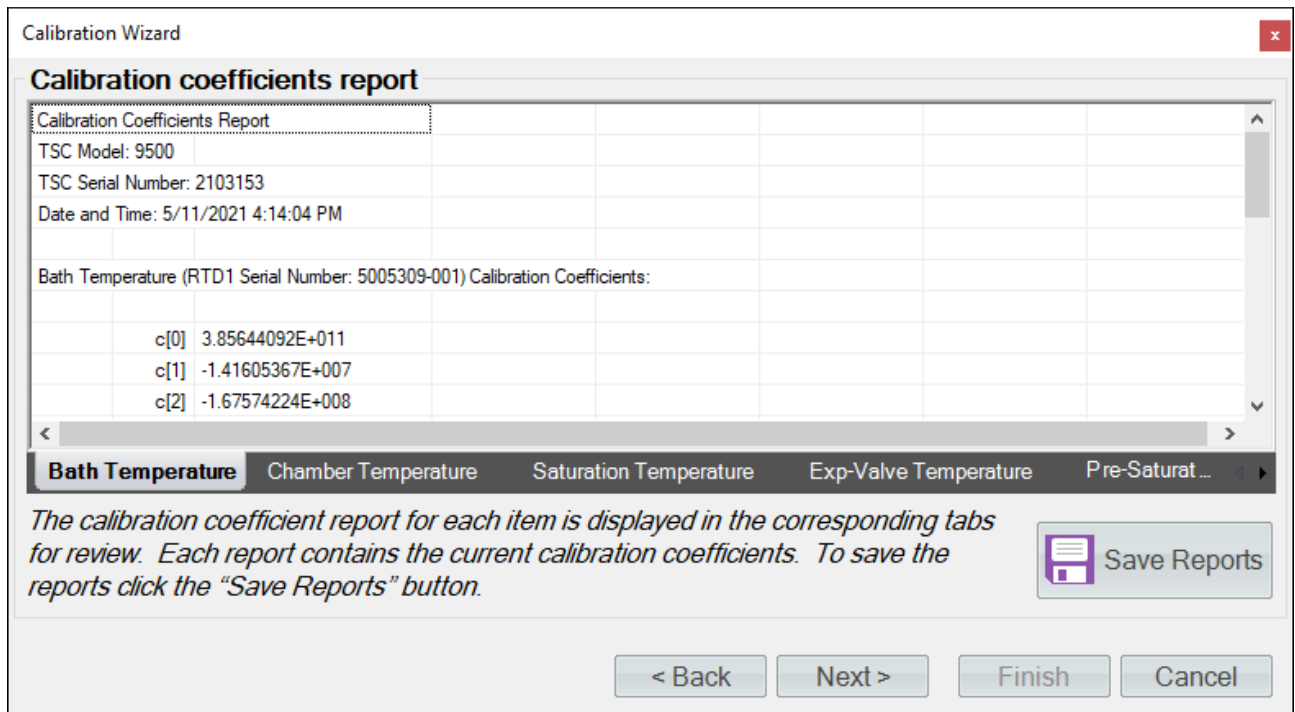 Calibration Wizard
x
Calibration coefficients report
Calibration Coefficients Report
TSC Model: 9500
TSC Serial Number: 2103153
Date and Time: 5/11/2021 4:14:04 PM
Bath Temperature (RTD1 Serial Number: 5005309-001) Calibration Coefficients:
c[0] 3.85644092E+011
c[1] -1.41605367E+007
c[2] -1.67574224E+008
Bath Temperature Chamber Temperature Saturation Temperature Exp-Valve Temperature Pre-Saturat ...
The calibration coefficient report for each item is displayed in the corresponding tabs
for review. Each report contains the current calibration coefficients. To save the
reports click the “Save Reports” button.
Save Reports
< Back Next > Finish Cancel